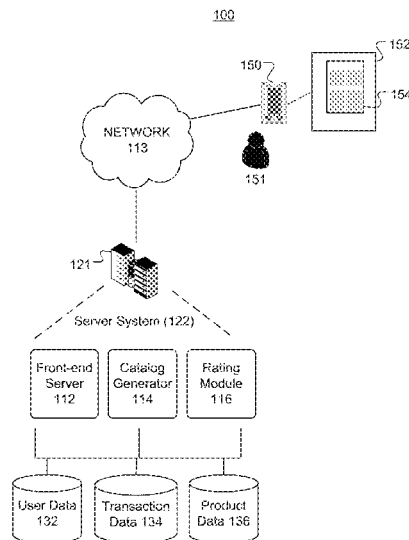 100
150
152
154
NETWORK
113
151
121
Server System (122)
Front-end
Server
112
Catalog
Generator
114
Rating
Module
116
User Data
132
Transaction
Data 134
Product
Data 136